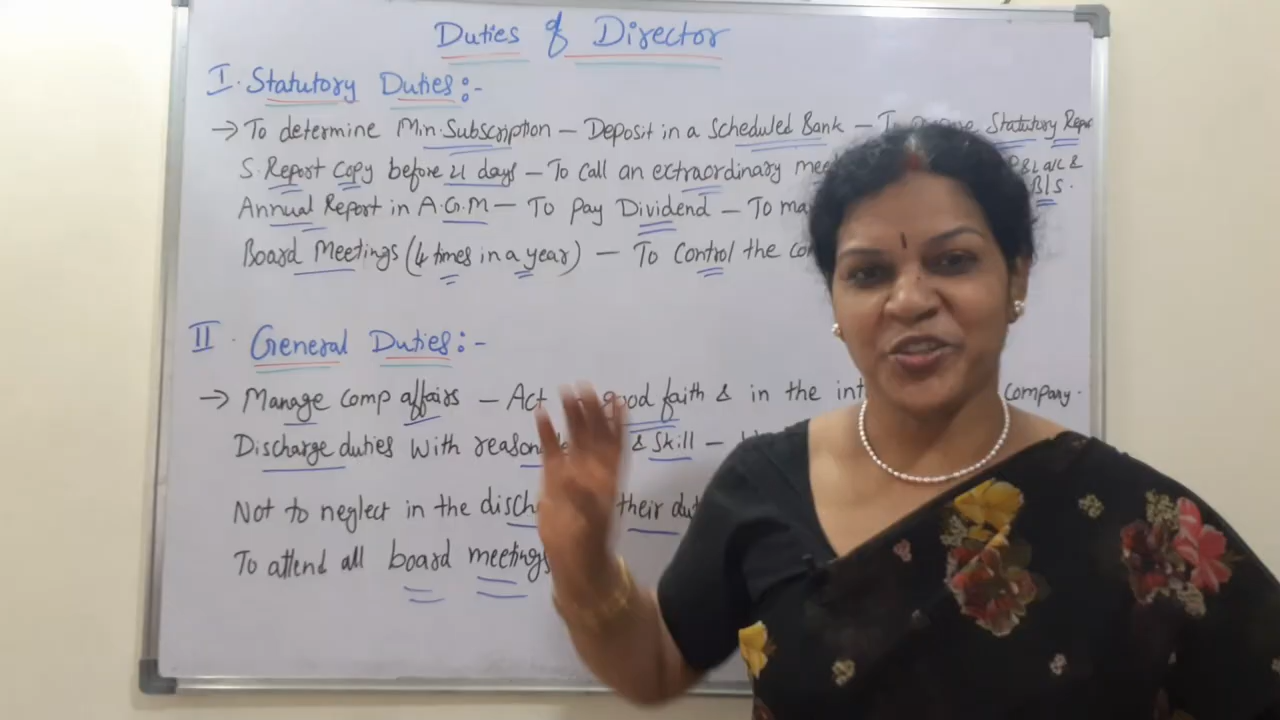 Duties of Director
I. Statutory Duties:-
→ To determine Min. Subscription – Deposit in a Scheduled Bank – Statutory Repo
S. Report Copy before 21 days – To call an extraordinary P&L a/c &
B/S.
Annual Report in A.G.M – To pay Dividend – To
Board Meetings (4 times in a year) – To Control the
II. General Duties:-
→ Manage Comp affairs – Act good faith & in the company.
Discharge duties with & Skill –
Not to neglect in the their
To attend all board meetings